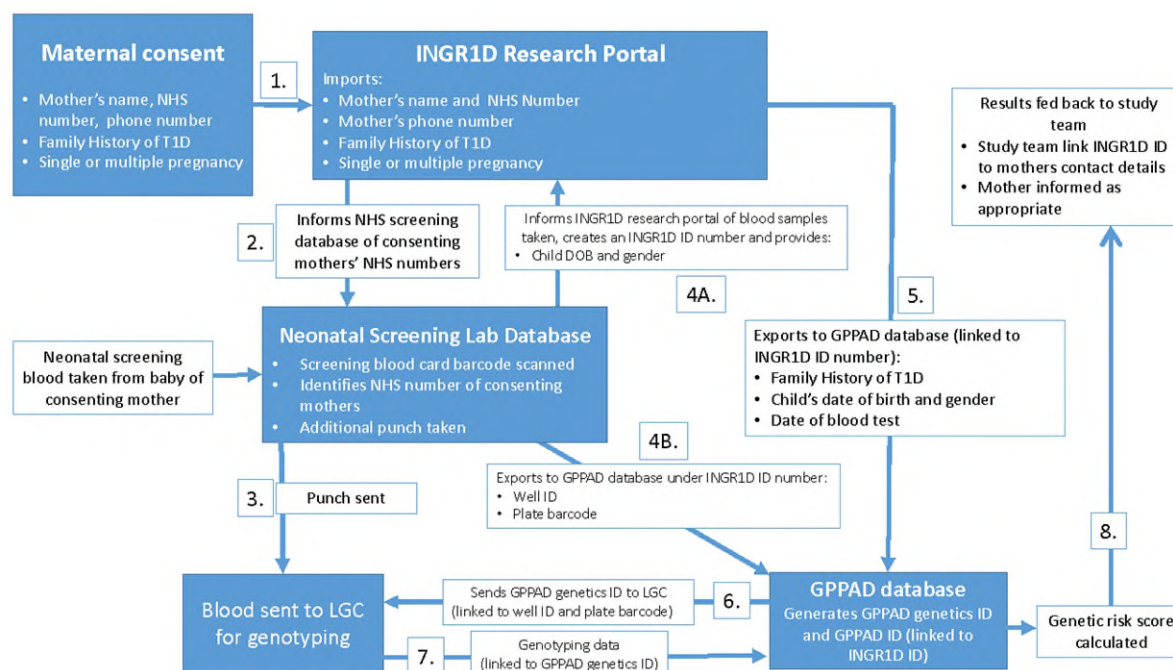 Maternal consent
• Mother's name, NHS
number, phone number
• Family History of T1D
• Single or multiple pregnancy
1.
INGR1D Research Portal
Imports:
• Mother's name and NHS Number
• Mother's phone number
• Family History of T1D
• Single or multiple pregnancy
Results fed back to study
team
• Study team link INGR1D ID
to mothers contact details
• Mother informed as
appropriate
2.
Informs NHS screening
database of consenting
mothers' NHS numbers
Informs INGR1D research portal of blood samples
taken, creates an INGR1D ID number and provides:
• Child DOB and gender
4A.
5.
Neonatal screening
blood taken from baby of
consenting mother
Neonatal Screening Lab Database
• Screening blood card barcode scanned
• Identifies NHS number of consenting
mothers
• Additional punch taken
Exports to GPPAD database (linked to
INGR1D ID number):
• Family History of T1D
• Child's date of birth and gender
• Date of blood test
4B.
Exports to GPPAD database under INGR1D ID number:
• Well ID
• Plate barcode
3.
Punch sent
8.
Blood sent to LGC
for genotyping
Sends GPPAD genetics ID to LGC
(linked to well ID and plate barcode)
6.
7.
Genotyping data
(linked to GPPAD genetics ID)
GPPAD database
Generates GPPAD genetics ID
and GPPAD ID (linked to
INGR1D ID)
Genetic risk score
calculated